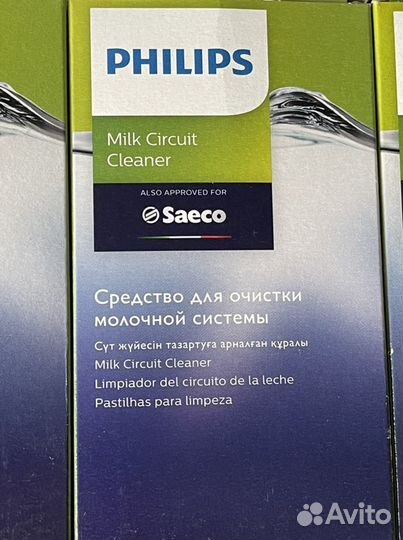 PHILIPS
Milk Circuit
Cleaner
ALSO APPROVED FOR
Saeco
Средство для очистки
молочной системы
Сүт жүйесін тазартуға арналған құралы
Milk Circuit Cleaner
Limpiador del circuito de la leche
Pastilhas para limpeza
Avito